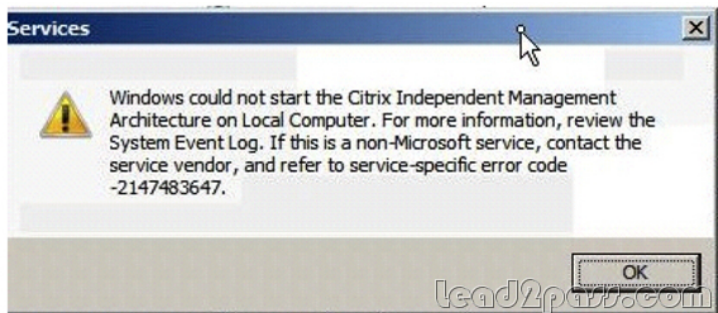 Services
Windows could not start the Citrix Independent Management
Architecture on Local Computer. For more information, review the
System Event Log. If this is a non-Microsoft service, contact the
service vendor, and refer to service-specific error code
-2147483647.
OK
Lead2pass.com